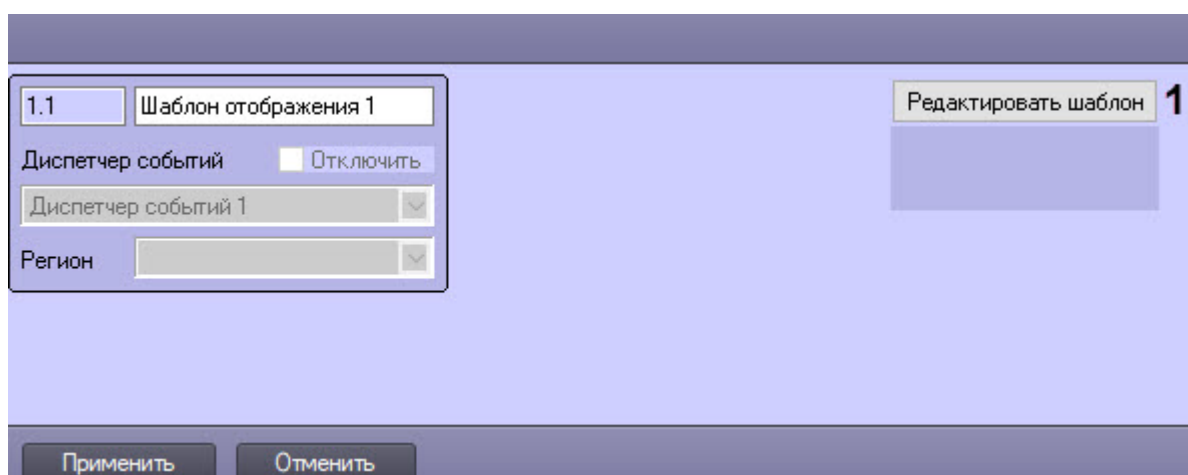 1.1 Шаблон отображения 1
Редактировать шаблон 1
Диспетчер событий Отключить
Диспетчер событий 1
Регион
Применить Отменить